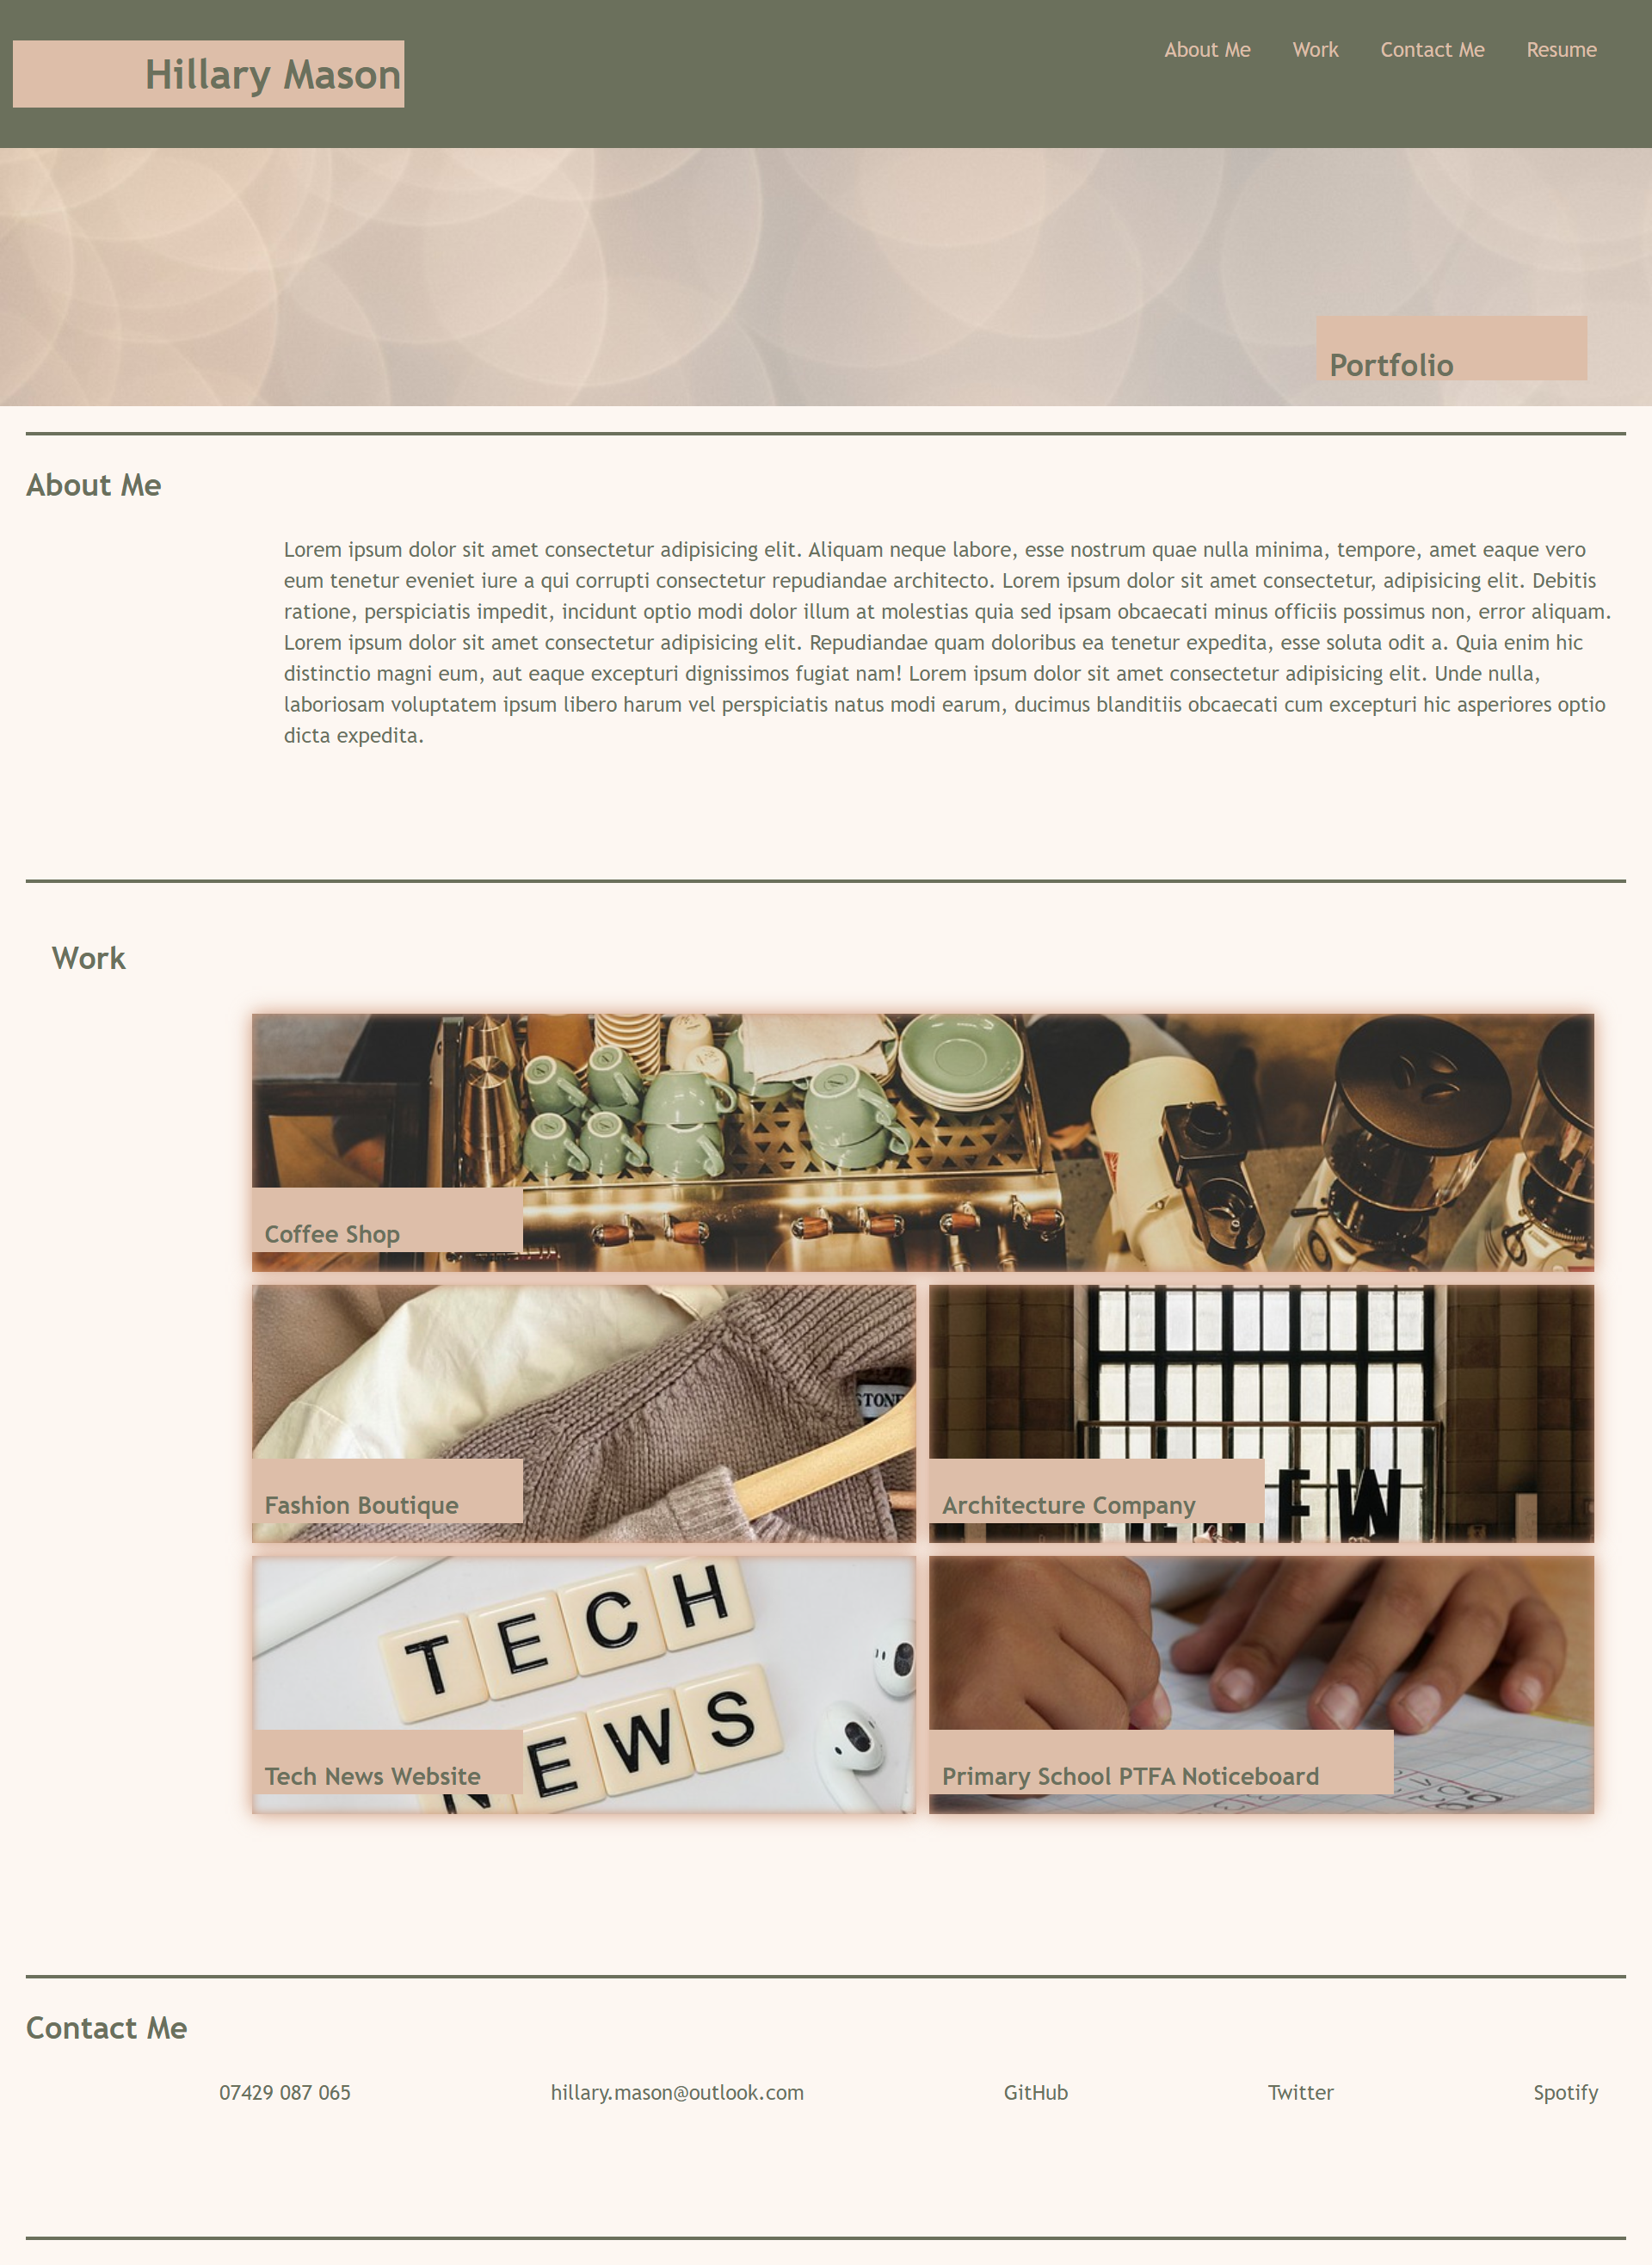 Hillary Mason
About Me Work Contact Me Resume
Portfolio
About Me
Lorem ipsum dolor sit amet consectetur adipisicing elit. Aliquam neque labore, esse nostrum quae nulla minima, tempore, amet eaque vero
eum tenetur eveniet iure a qui corrupti consectetur repudiandae architecto. Lorem ipsum dolor sit amet consectetur, adipisicing elit. Debitis
ratione, perspiciatis impedit, incidunt optio modi dolor illum at molestias quia sed ipsam obcaecati minus officiis possimus non, error aliquam.
Lorem ipsum dolor sit amet consectetur adipisicing elit. Repudiandae quam doloribus ea tenetur expedita, esse soluta odit a. Quia enim hic
distinctio magni eum, aut eaque excepturi dignissimos fugiat nam! Lorem ipsum dolor sit amet consectetur adipisicing elit. Unde nulla,
laboriosam voluptatem ipsum libero harum vel perspiciatis natus modi earum, ducimus blanditiis obcaecati cum excepturi hic asperiores optio
dicta expedita.
Work
Coffee Shop
STONE
Fashion Boutique
F W
Architecture Company
TECH
NEWS
Tech News Website
Primary School PTFA Noticeboard
Contact Me
07429 087 065 hillary.mason@outlook.com GitHub Twitter Spotify